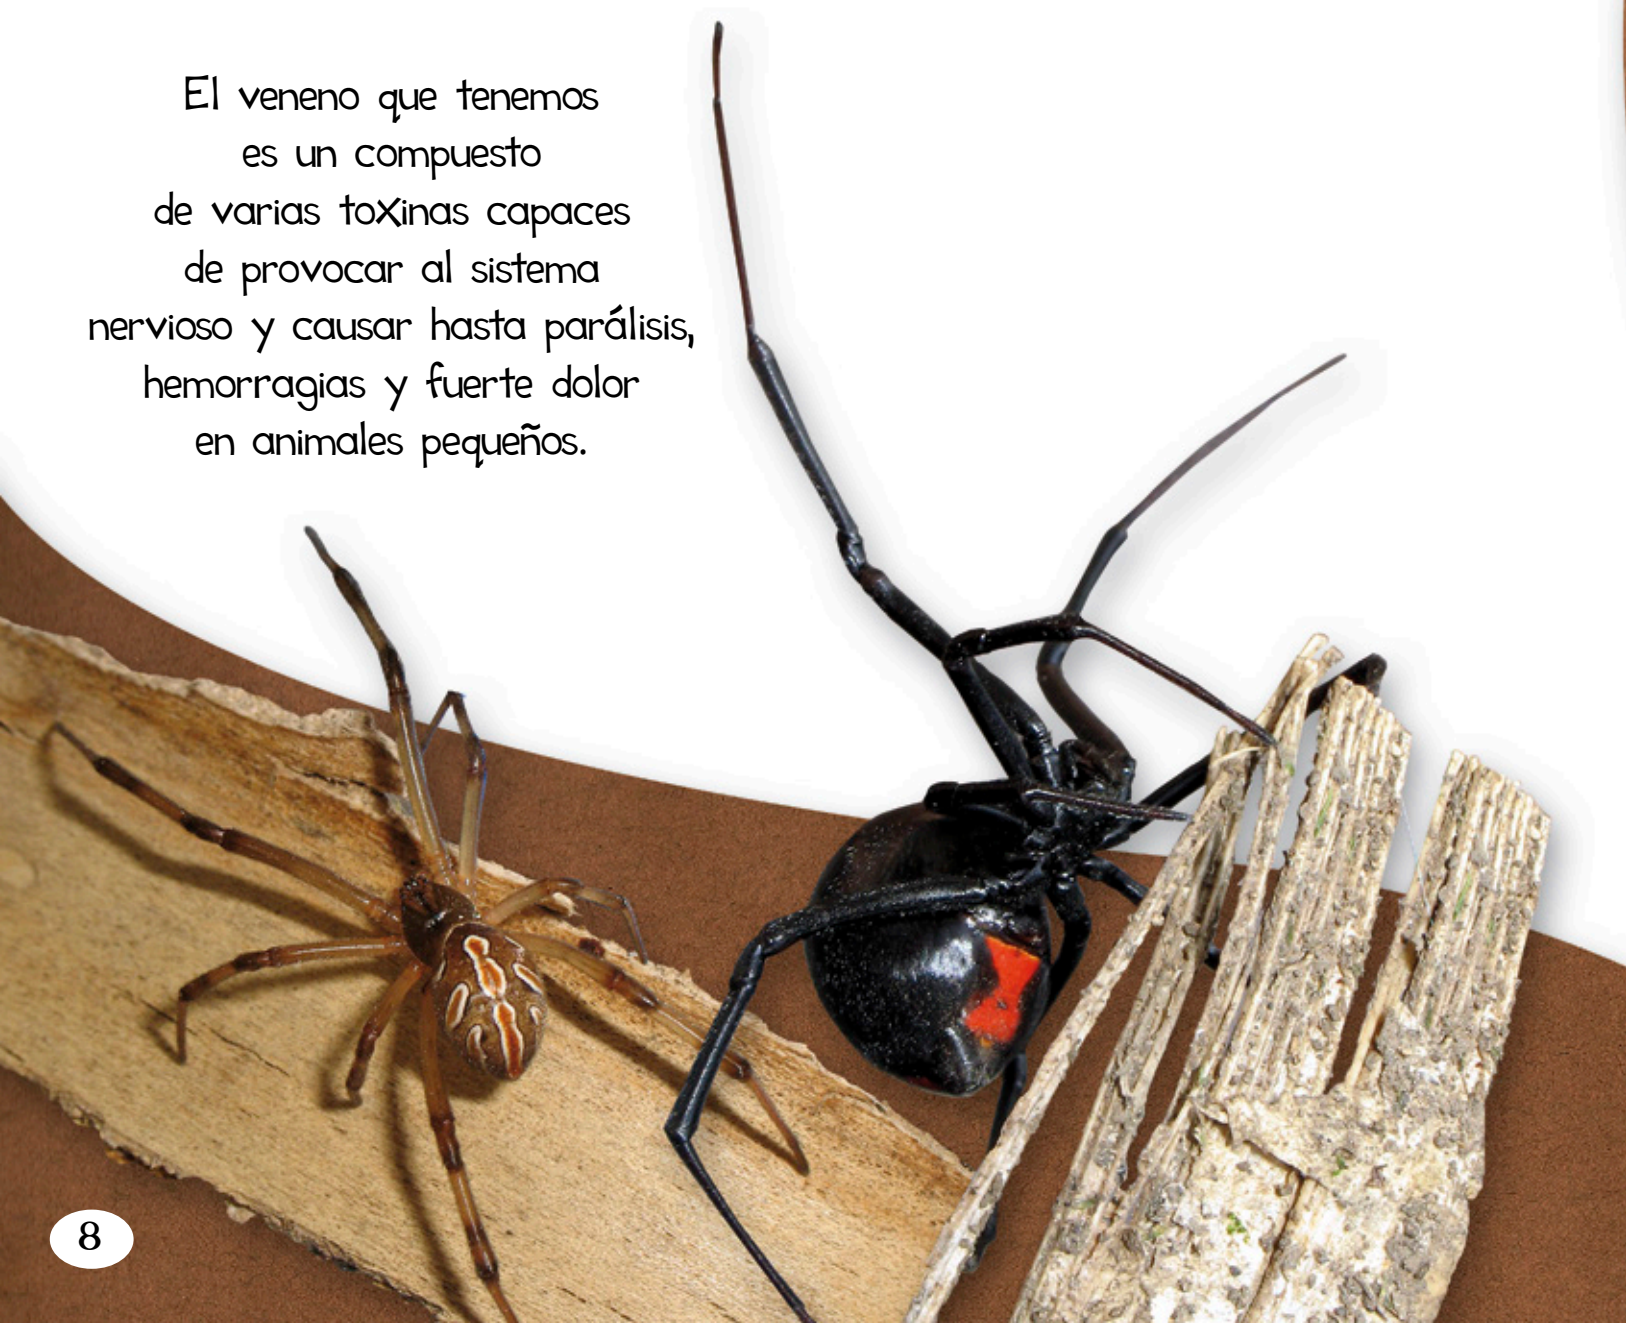 El veneno que tenemos
es un compuesto
de varias toxinas capaces
de provocar al sistema
nervioso y causar hasta parálisis,
hemorragias y fuerte dolor
en animales pequeños.
8